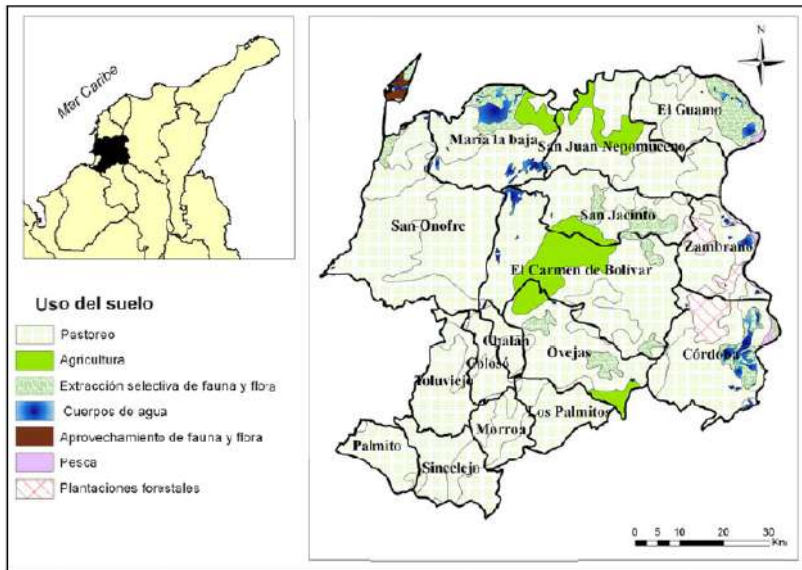 Mar Caribe
Uso del suelo
Pastoreo
Agricultura
Extracción selectiva de fauna y flora
Cuerpos de agua
Aprovechamiento de fauna y flora
Pesca
Plantaciones forestales
N
El Guamo
María la baja
San Juan Nepomuceno
San Jacinto
San Onofre
Zambrano
El Carmen de Bolívar
Chalán
Ovejas
Córdoba
Colosó
Toluviejo
Los Palmitos
Morroa
Palmito
Sincelejo
0 5 10 20 30
Km